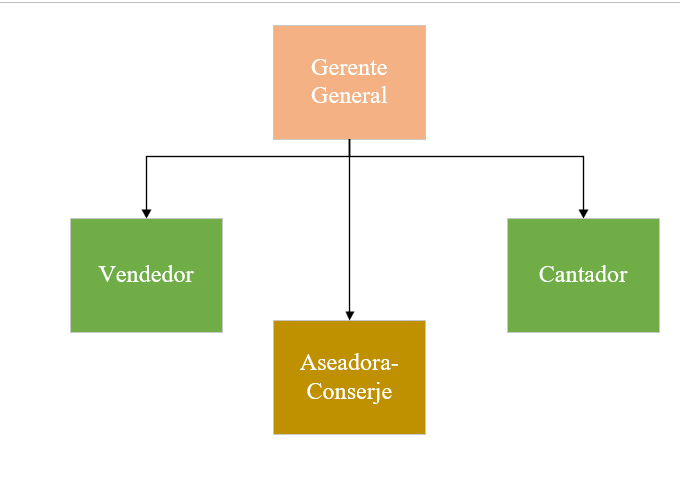 Gerente
General
Vendedor
Cantador
Aseadora-
Conserje